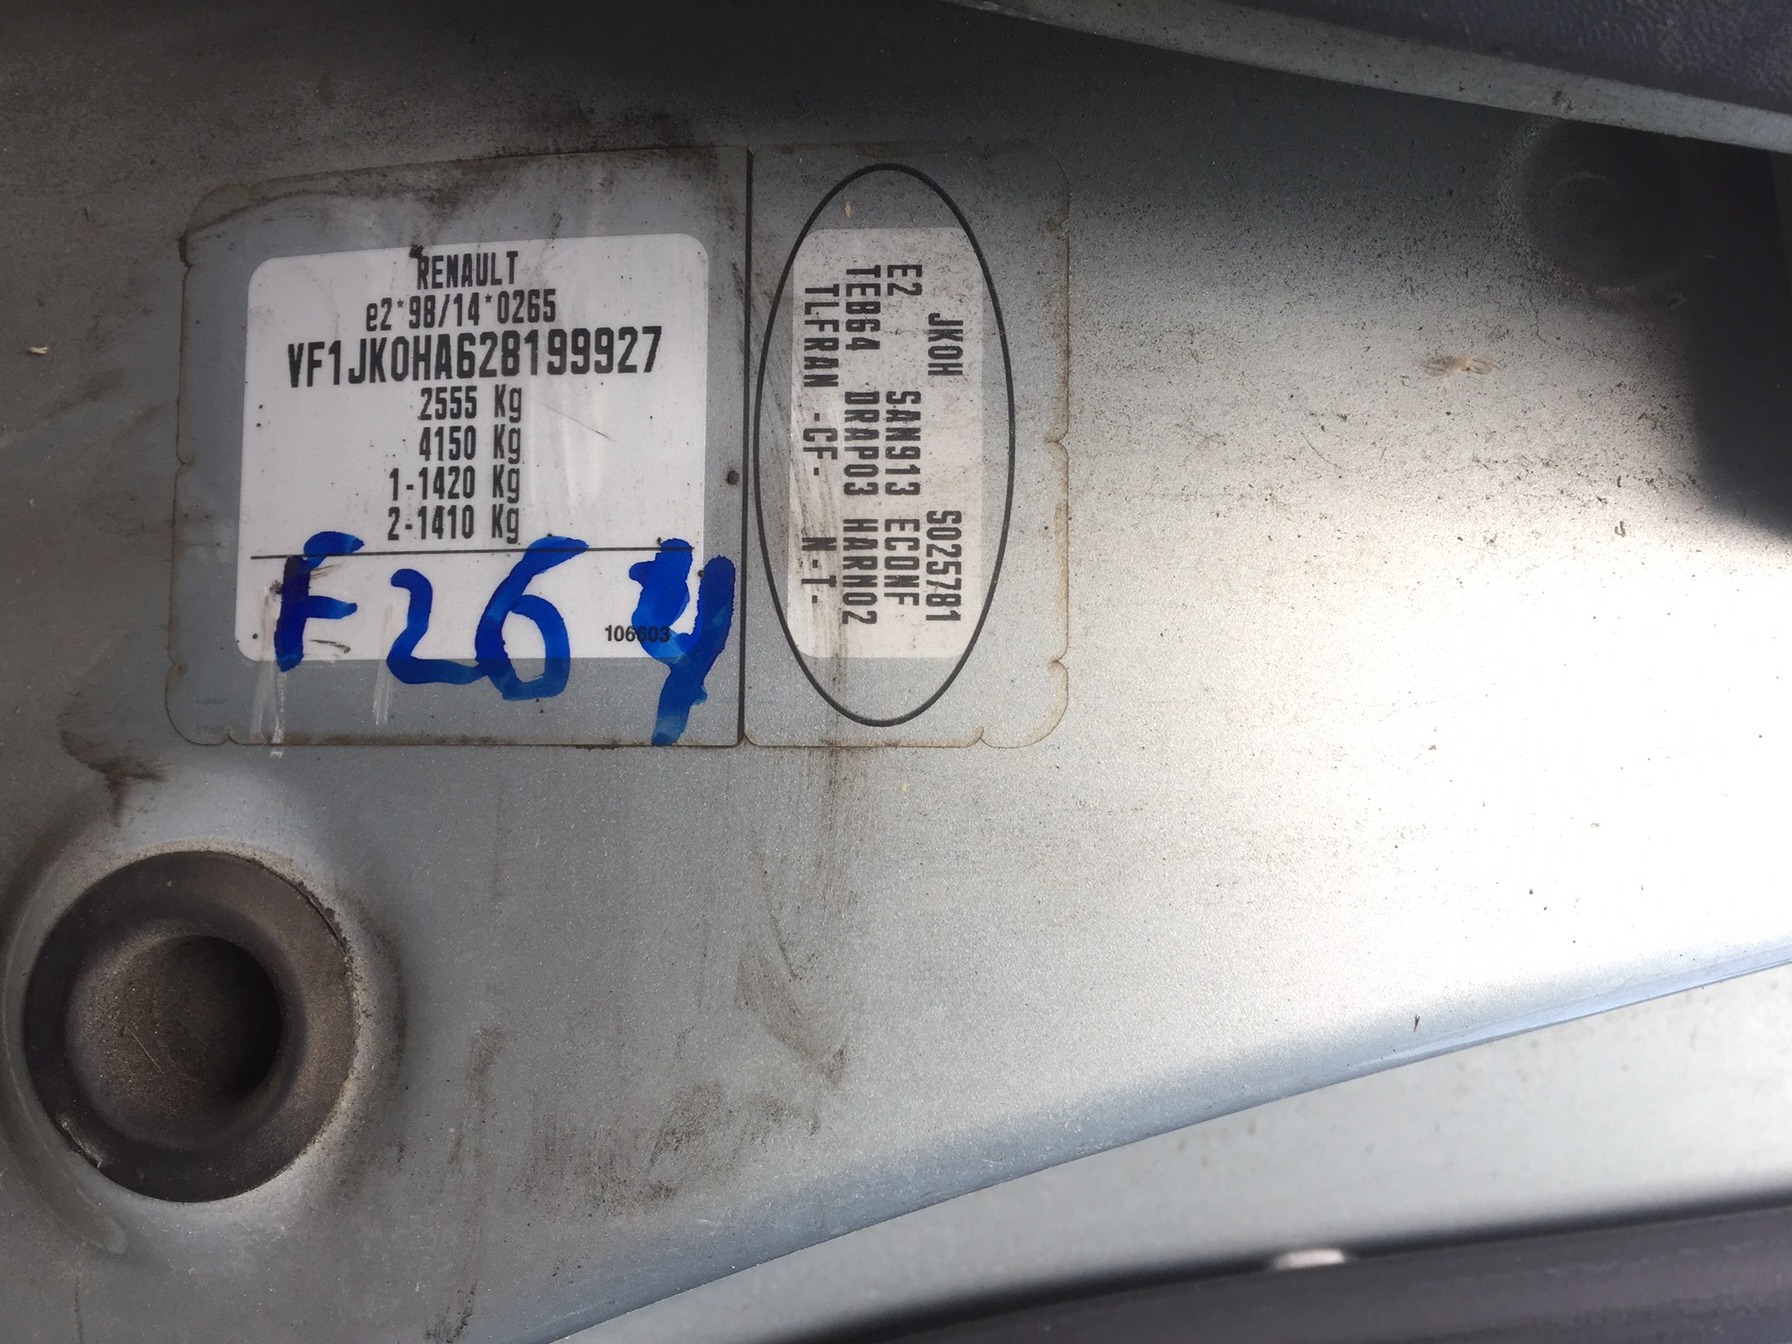 RENAULT
e2*98/14*0265
VF1JK0HA628199927
2555 Kg
4150 Kg
1-1420 Kg
2-1410 Kg
F264
106603
JK0H S025781
E2 SAN913 ECONF
TEB64 DRAP03 HARN02
TLFRAN -CF- N-T-